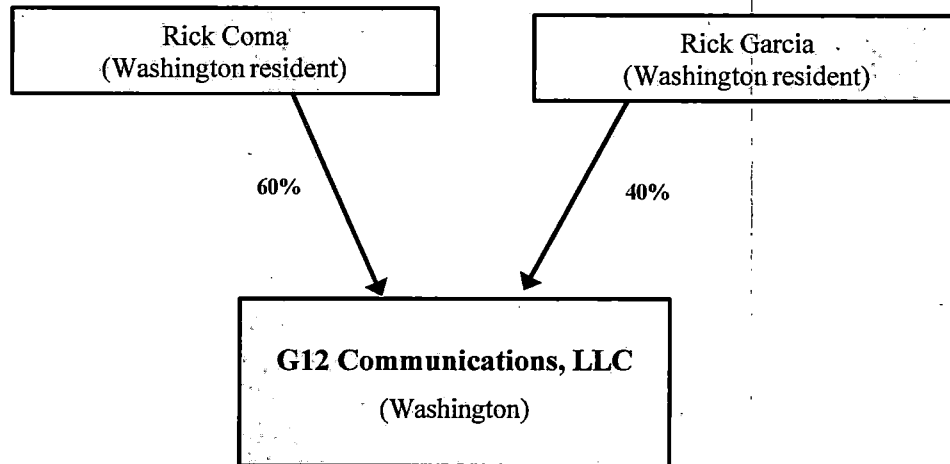 Rick Coma
(Washington resident)
Rick Garcia
(Washington resident)
60%
40%
G12 Communications, LLC
(Washington)